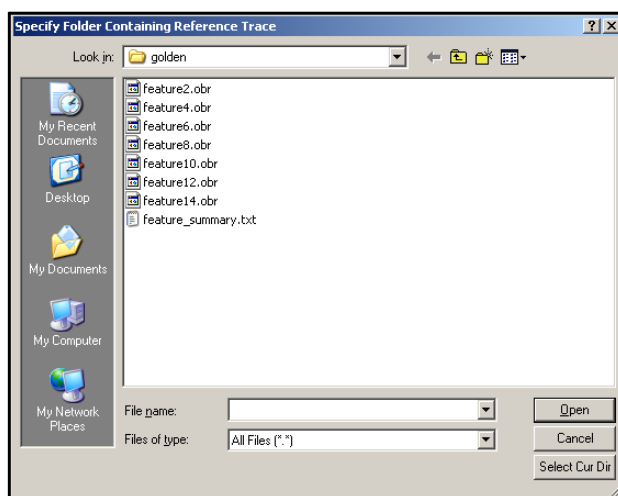 Specify Folder Containing Reference Trace
Look in: golden
My Recent
Documents
Desktop
My Documents
My Computer
My Network
Places
feature2.obr
feature4.obr
feature6.obr
feature8.obr
feature10.obr
feature12.obr
feature14.obr
feature_summary.txt
File name: Open
Files of type: All Files (*.*) Cancel
Select Cur Dir